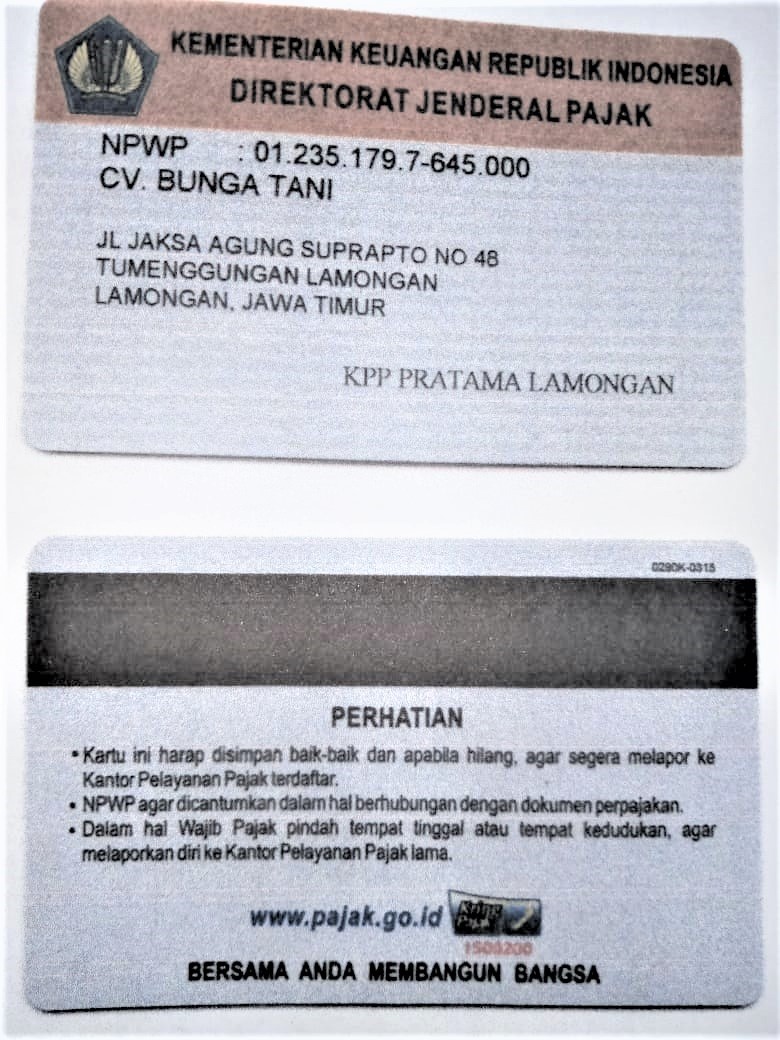 KEMENTERIAN KEUANGAN REPUBLIK INDONESIA
DIREKTORAT JENDERAL PAJAK
NPWP : 01.235.179.7-645.000
CV. BUNGA TANI
JL JAKSA AGUNG SUPRAPTO NO 48
TUMENGGUNGAN LAMONGAN
LAMONGAN, JAWA TIMUR
KPP PRATAMA LAMONGAN
0290K-0315
PERHATIAN
• Kartu ini harap disimpan baik-baik dan apabila hilang, agar segera melapor ke
Kantor Pelayanan Pajak terdaftar.
• NPWP agar dicantumkan dalam hal berhubungan dengan dokumen perpajakan.
• Dalam hal Wajib Pajak pindah tempat tinggal atau tempat kedudukan, agar
melaporkan diri ke Kantor Pelayanan Pajak lama.
www.pajak.go.id Kring Pajak
1500200
BERSAMA ANDA MEMBANGUN BANGSA